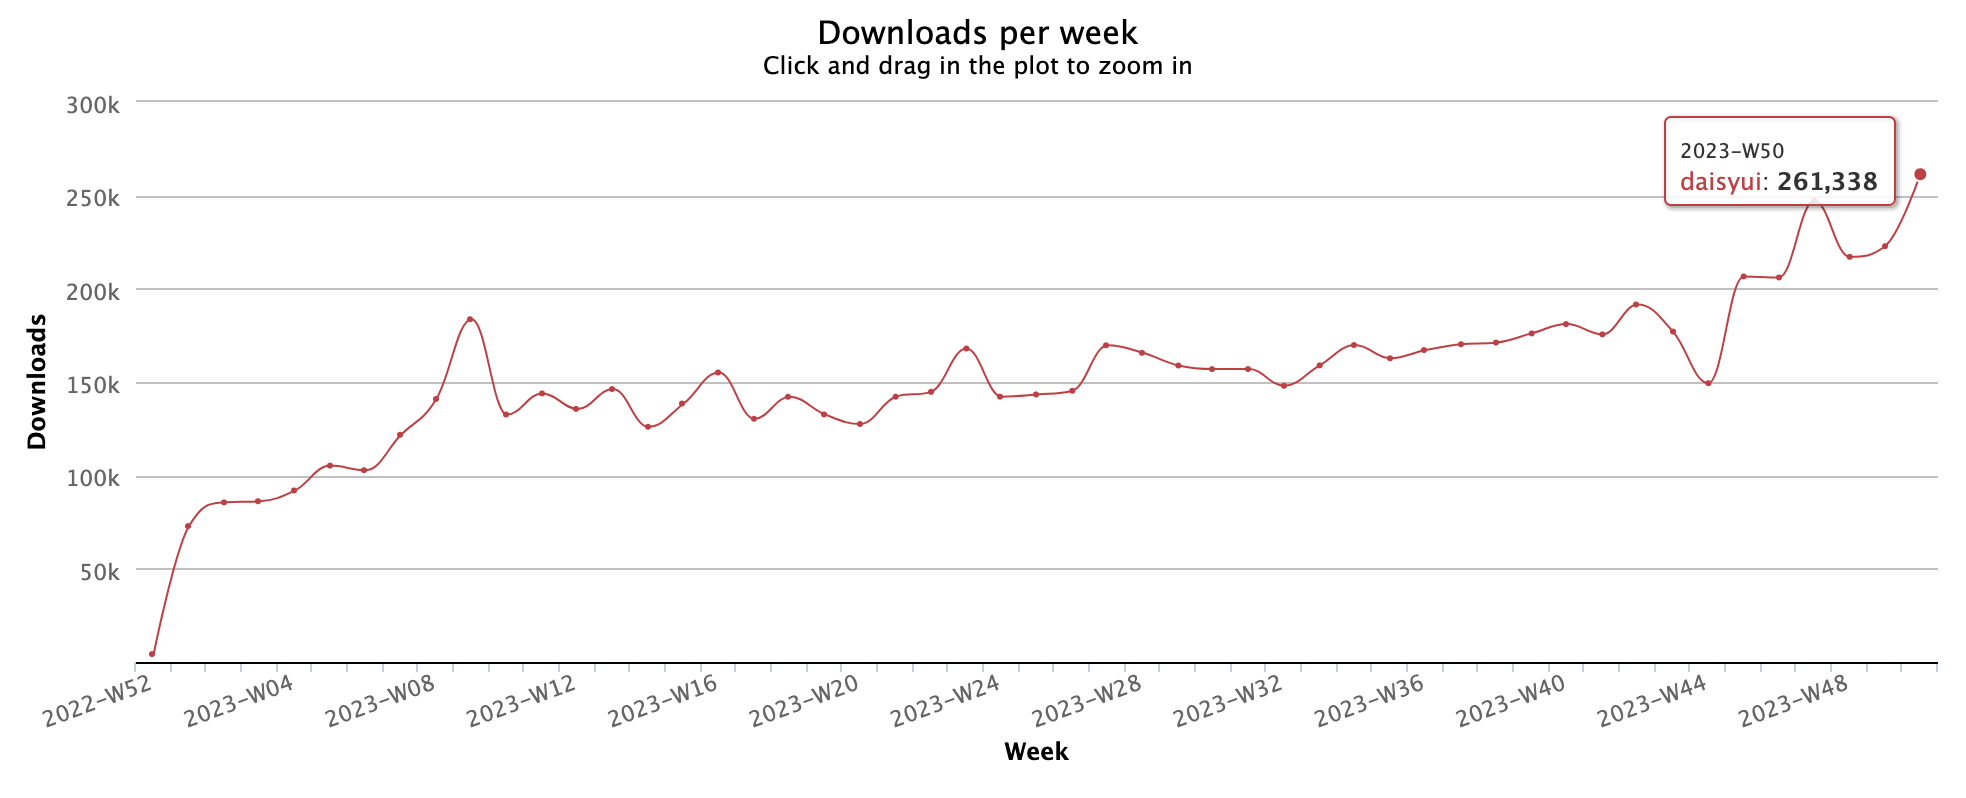 Downloads per week
Click and drag in the plot to zoom in
300k
250k
200k
150k
100k
50k
Downloads
2023-W50
daisyui: 261,338
2022-W52
2023-W04
2023-W08
2023-W12
2023-W16
2023-W20
2023-W24
2023-W28
2023-W32
2023-W36
2023-W40
2023-W44
2023-W48
Week